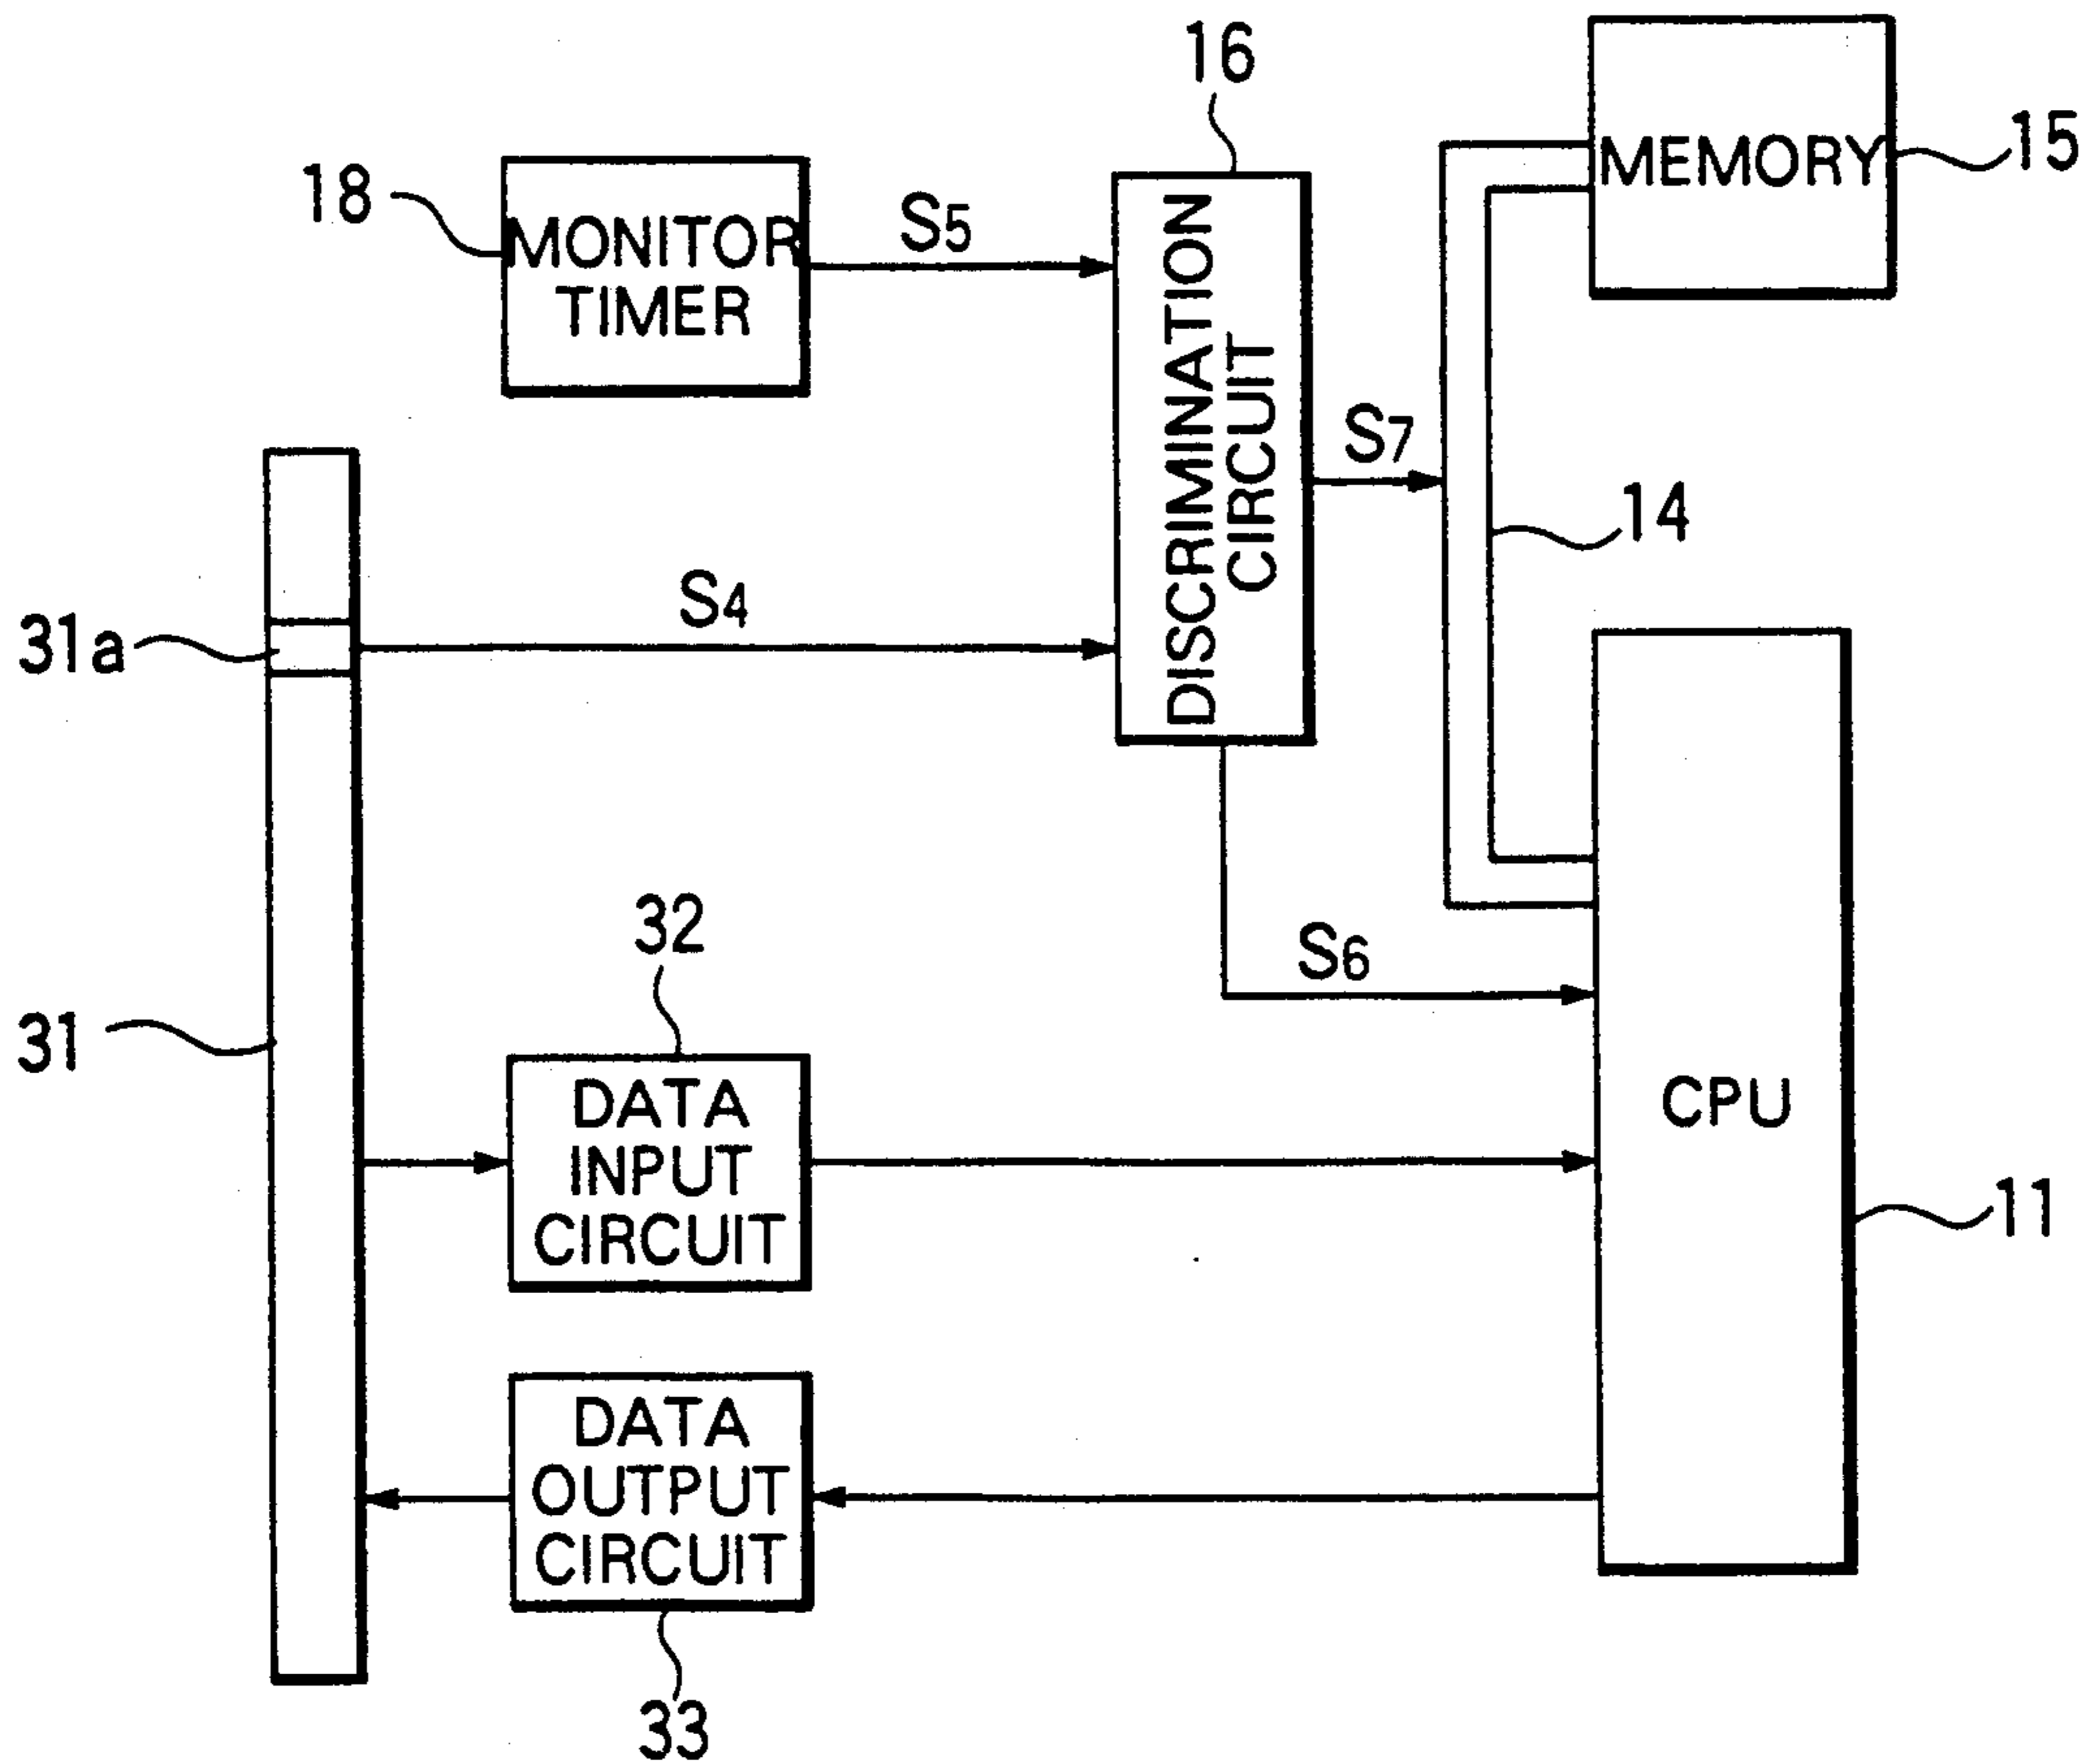 16
MEMORY
15
18
MONITOR
TIMER
S5
DISCRIMINATION
CIRCUIT
S7
14
31a
S4
32
S6
31
DATA
INPUT
CIRCUIT
CPU
11
DATA
OUTPUT
CIRCUIT
33